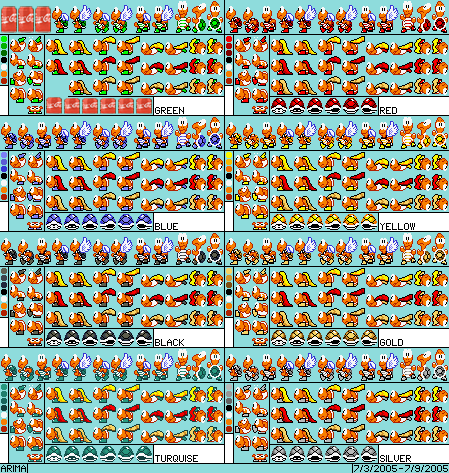 GREEN
RED
BLUE
YELLOW
BLACK
GOLD
TURQUOISE
SILVER
ARIMA
7/3/2005-7/9/2005